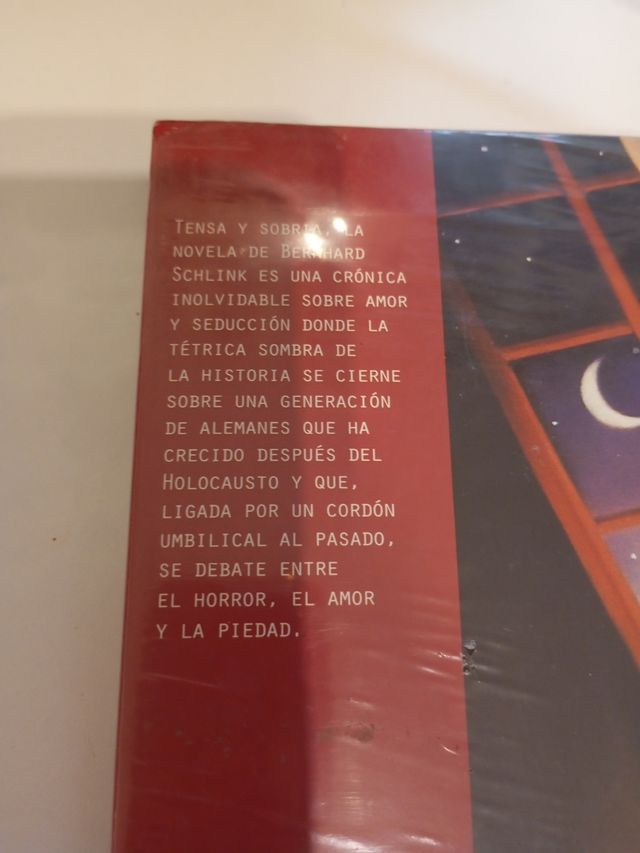 TENSA Y SOBRIA, LA
NOVELA DE BERNHARD
SCHLINK ES UNA CRÓNICA
INOLVIDABLE SOBRE AMOR
Y SEDUCCIÓN DONDE LA
TÉTRICA SOMBRA DE
LA HISTORIA SE CIERNE
SOBRE UNA GENERACIÓN
DE ALEMANES QUE HA
CRECIDO DESPUÉS DEL
HOLOCAUSTO Y QUE,
LIGADA POR UN CORDÓN
UMBILICAL AL PASADO,
SE DEBATE ENTRE
EL HORROR, EL AMOR
Y LA PIEDAD.